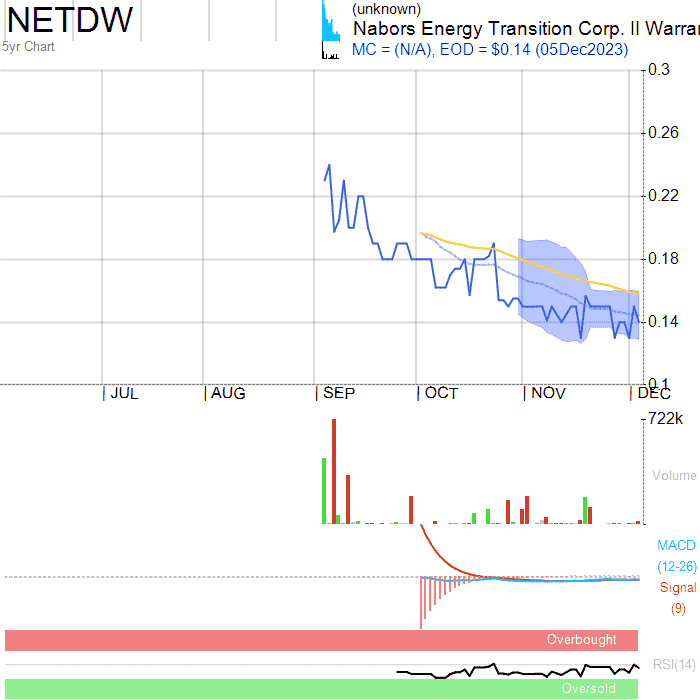 NETDW
(unknown)
Nabors Energy Transition Corp. II Warrar
5yr Chart
MC = (N/A), EOD = $0.14 (05Dec2023)
0.3
0.26
0.22
0.18
0.14
0.1
JUL AUG SEP OCT NOV DEC
722k
Volume
MACD
(12-26)
Signal
(9)
Overbought
RSI(14)
Oversold